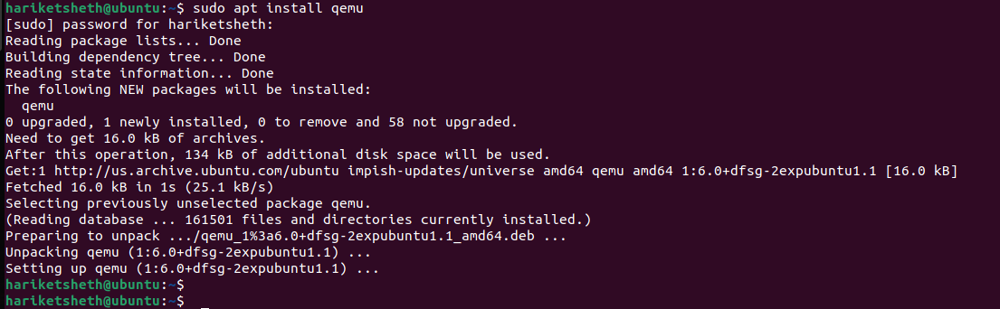 hariketsheth@ubuntu:~$ sudo apt install qemu
[sudo] password for hariketsheth:
Reading package lists... Done
Building dependency tree... Done
Reading state information... Done
The following NEW packages will be installed:
  qemu
0 upgraded, 1 newly installed, 0 to remove and 58 not upgraded.
Need to get 16.0 kB of archives.
After this operation, 134 kB of additional disk space will be used.
Get:1 http://us.archive.ubuntu.com/ubuntu impish-updates/universe amd64 qemu amd64 1:6.0+dfsg-2expubuntu1.1 [16.0 kB]
Fetched 16.0 kB in 1s (25.1 kB/s)
Selecting previously unselected package qemu.
(Reading database ... 161501 files and directories currently installed.)
Preparing to unpack .../qemu_1%3a6.0+dfsg-2expubuntu1.1_amd64.deb ...
Unpacking qemu (1:6.0+dfsg-2expubuntu1.1) ...
Setting up qemu (1:6.0+dfsg-2expubuntu1.1) ...
hariketsheth@ubuntu:~$
hariketsheth@ubuntu:~$